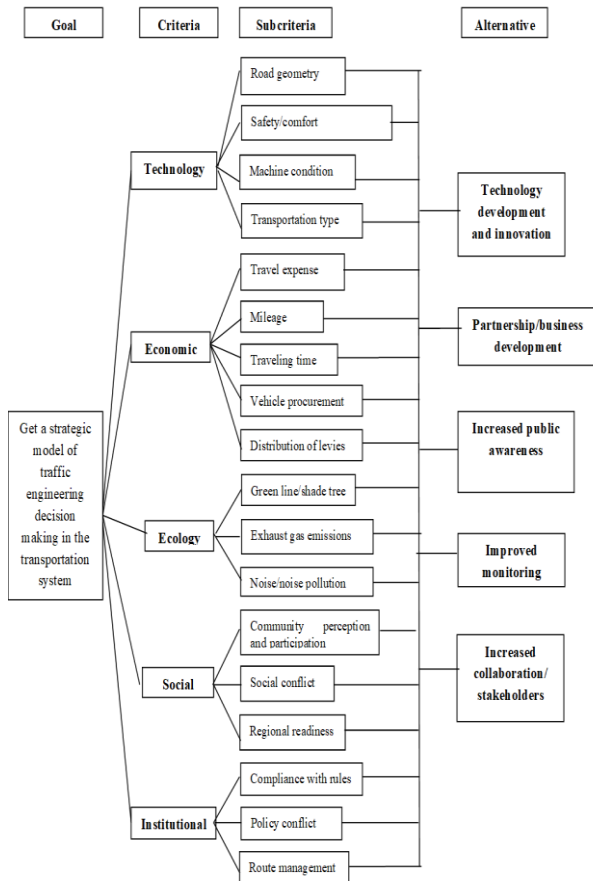 Goal
Criteria
Subcriteria
Alternative
Get a strategic
model of
traffic
engineering
decision
making in the
transportation
system
Technology
Road geometry
Safety/comfort
Machine condition
Transportation type
Economic
Travel expense
Mileage
Traveling time
Vehicle procurement
Distribution of levies
Ecology
Green line/shade tree
Exhaust gas emissions
Noise/noise pollution
Social
Community perception
and participation
Social conflict
Regional readiness
Institutional
Compliance with rules
Policy conflict
Route management
Technology
development
and innovation
Partnership/business
development
Increased public
awareness
Improved
monitoring
Increased
collaboration/
stakeholders